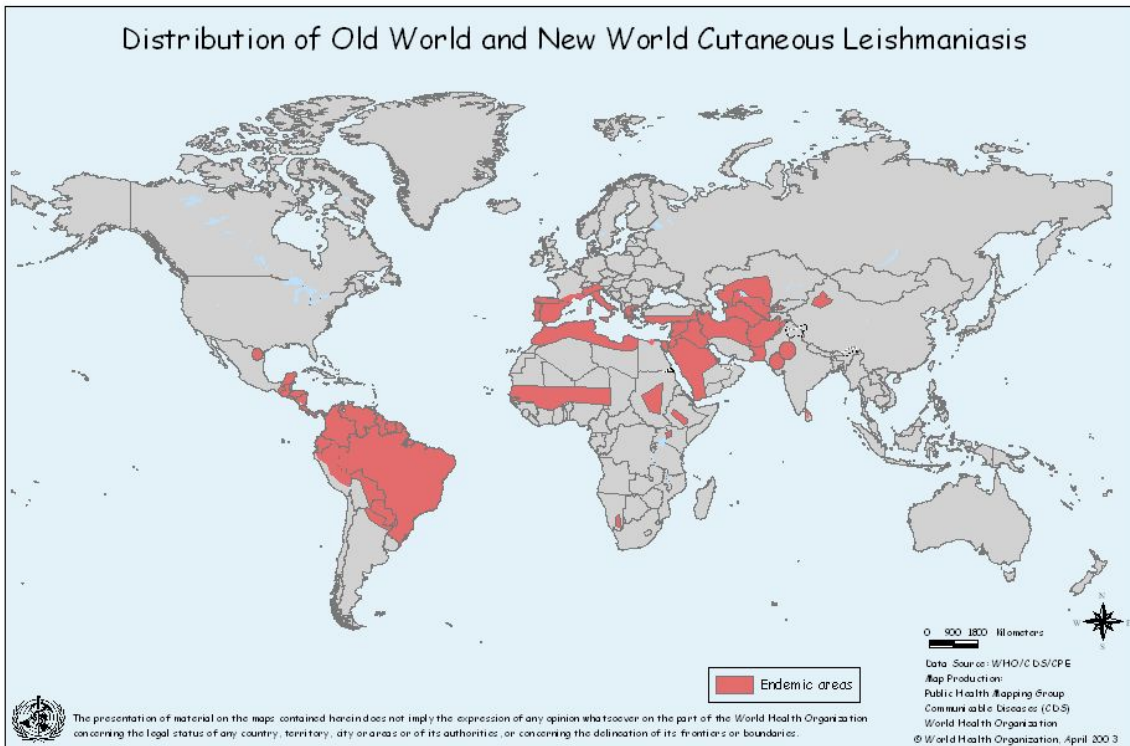 Distribution of Old World and New World Cutaneous Leishmaniasis
N
W
E
S
0 900 1800 Kilometers
Data Source: WHO/CDS/CPE
Map Production:
Public Health Mapping Group
Communicable Diseases (CDS)
World Health Organization
© World Health Organization, April 2003
Endemic areas
The presentation of material on the maps contained herein does not imply the expression of any opinion whatsoever on the part of the World Health Organization
concerning the legal status of any country, territory, city or areas or of its authorities, or concerning the delineation of its frontiers or boundaries.